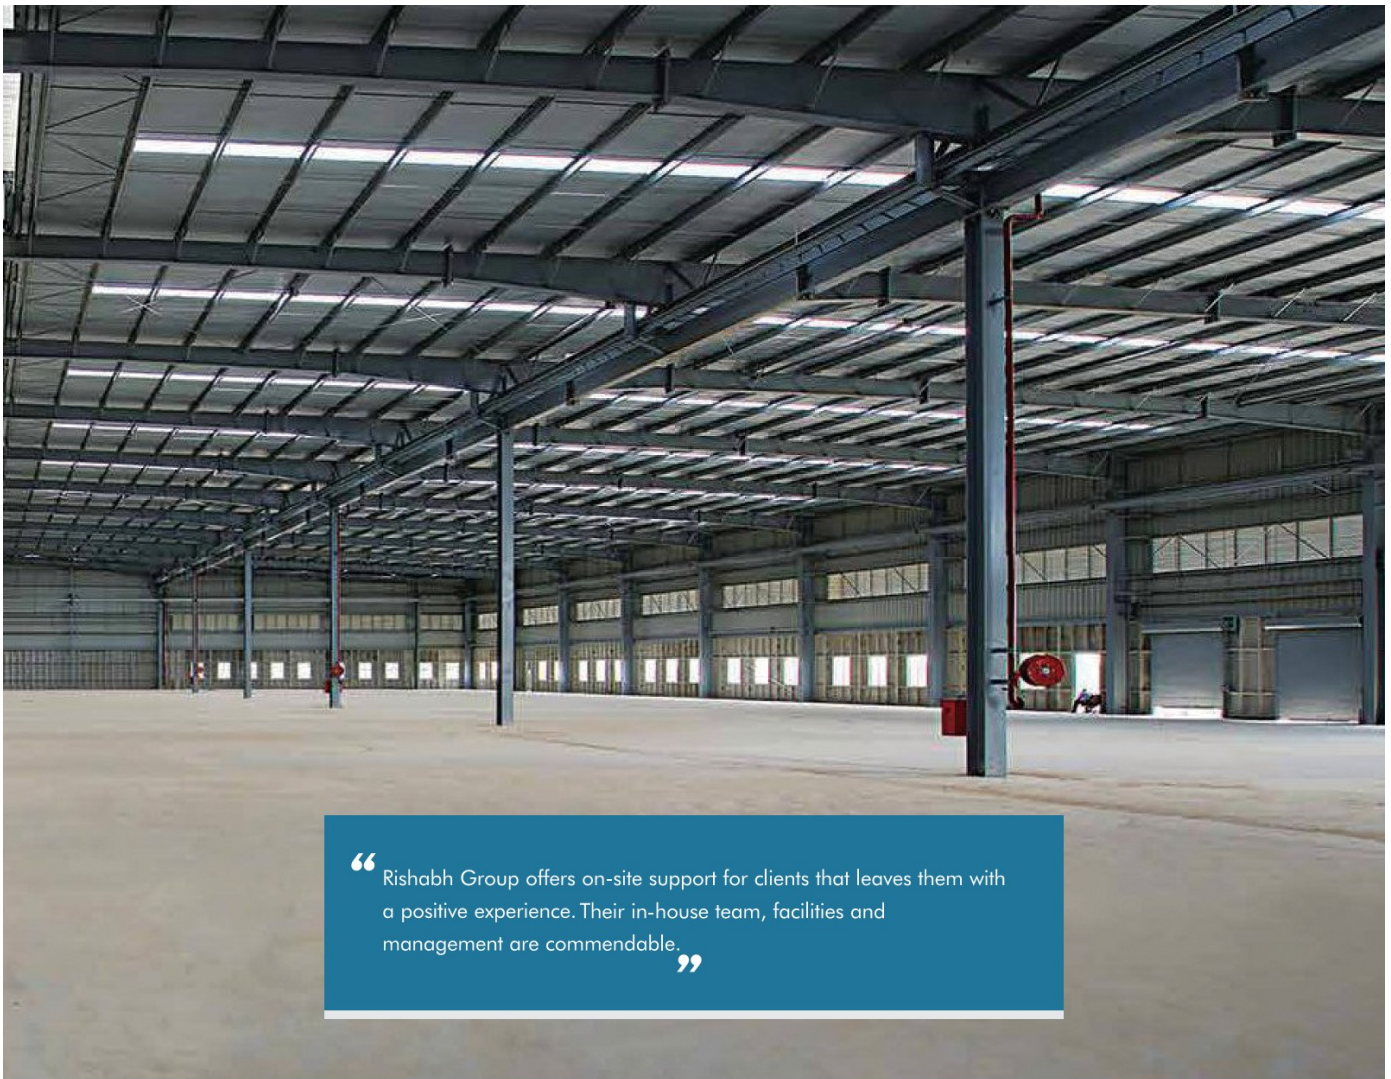 “ Rishabh Group offers on-site support for clients that leaves them with
a positive experience. Their in-house team, facilities and
management are commendable. ”